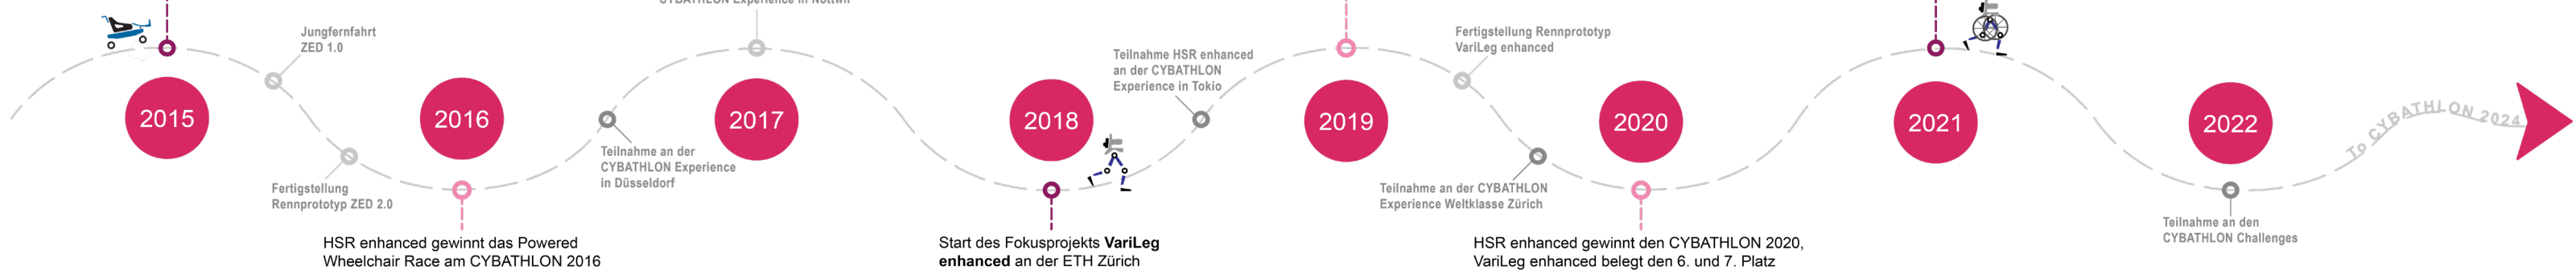 CYBATHLON Experience in Nottwil
Jungfernfahrt
ZED 1.0
2015
Fertigstellung
Rennprototyp ZED 2.0
2016
HSR enhanced gewinnt das Powered
Wheelchair Race am CYBATHLON 2016
Teilnahme an der
CYBATHLON Experience
in Düsseldorf
2017
2018
Start des Fokusprojekts VariLeg
enhanced an der ETH Zürich
Teilnahme HSR enhanced
an der CYBATHLON
Experience in Tokio
2019
Fertigstellung Rennprototyp
VariLeg enhanced
Teilnahme an der CYBATHLON
Experience Weltklasse Zürich
2020
HSR enhanced gewinnt den CYBATHLON 2020,
VariLeg enhanced belegt den 6. und 7. Platz
2021
2022
Teilnahme an den
CYBATHLON Challenges
To CYBATHLON 2024